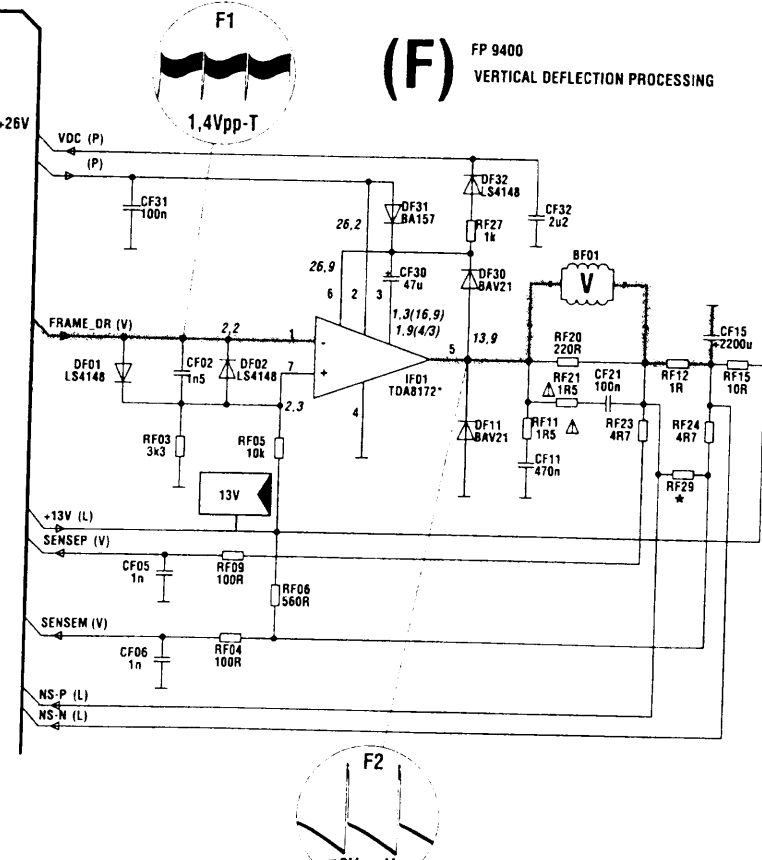 F1
1,4Vpp-T
(F)
FP 9400
VERTICAL DEFLECTION PROCESSING
+26V
VDC (P)
(P)
CF31
100n
26,2
DF31
BA157
DF32
LS4148
RF27
1k
CF32
2u2
26,9
6
2
3
+
CF30
47u
DF30
BAV21
BF01
V
1,3(16,9)
1,9(4/3)
13,9
FRAME_DR (V)
2,2
1
-
7
+
5
IF01
TDA8172*
4
2,3
DF01
LS4148
CF02
1n5
DF02
LS4148
RF20
220R
RF21
1R5
CF21
100n
RF12
1R
CF15
+2200u
RF15
10R
RF03
3k3
RF05
10k
DF11
BAV21
RF11
1R5
RF23
4R7
RF24
4R7
CF11
470n
RF29
★
13V
+13V (L)
SENSEP (V)
CF05
1n
RF09
100R
RF06
560R
SENSEM (V)
CF06
1n
RF04
100R
NS-P (L)
NS-N (L)
F2